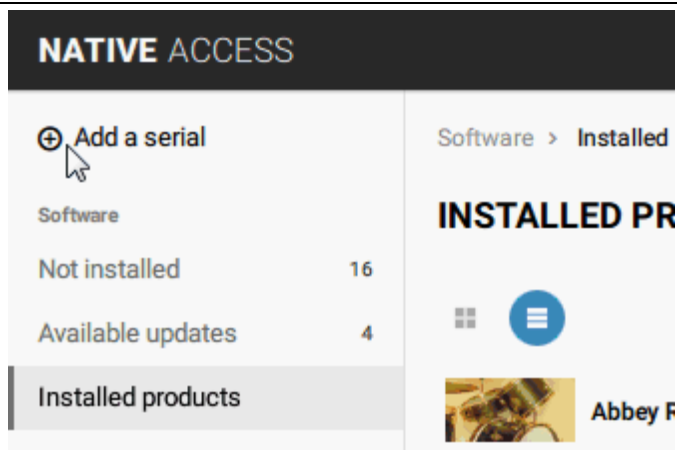 NATIVE ACCESS
Add a serial
Software > Installed
Software
INSTALLED PR
Not installed 16
Available updates 4
Installed products
Abbey R